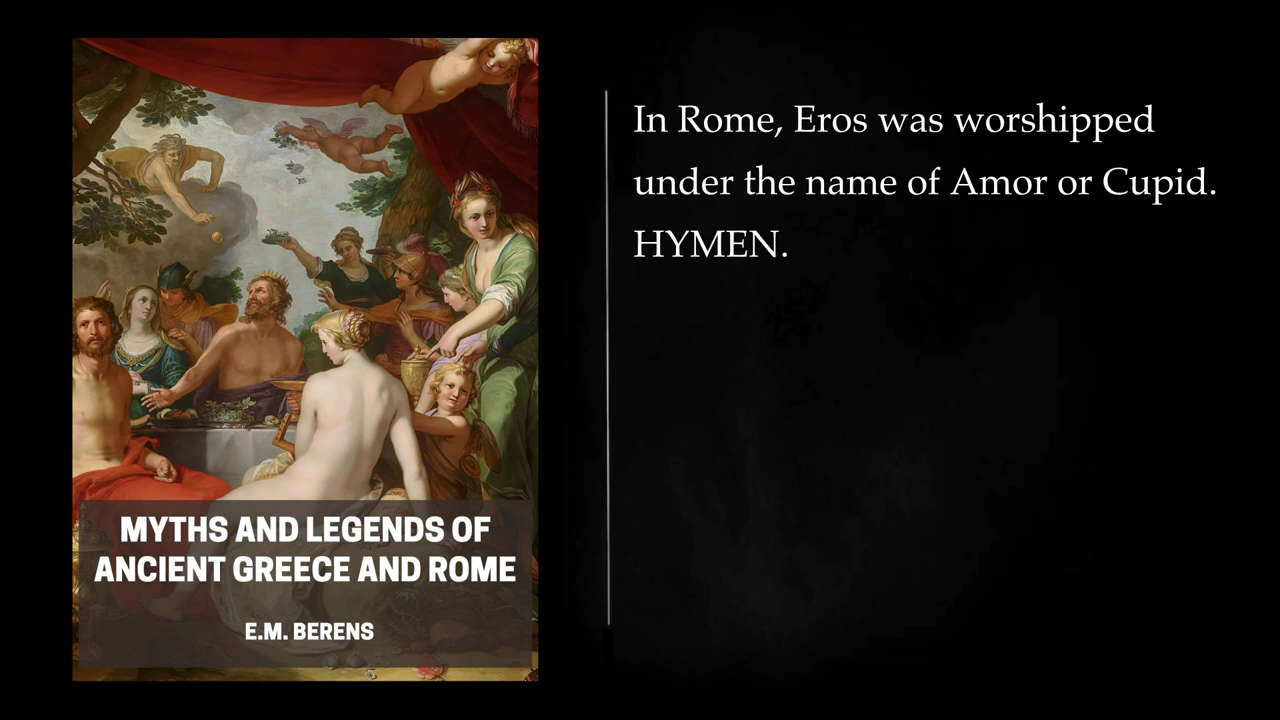 MYTHS AND LEGENDS OF
ANCIENT GREECE AND ROME
E.M. BERENS
In Rome, Eros was worshipped
under the name of Amor or Cupid.
HYMEN.